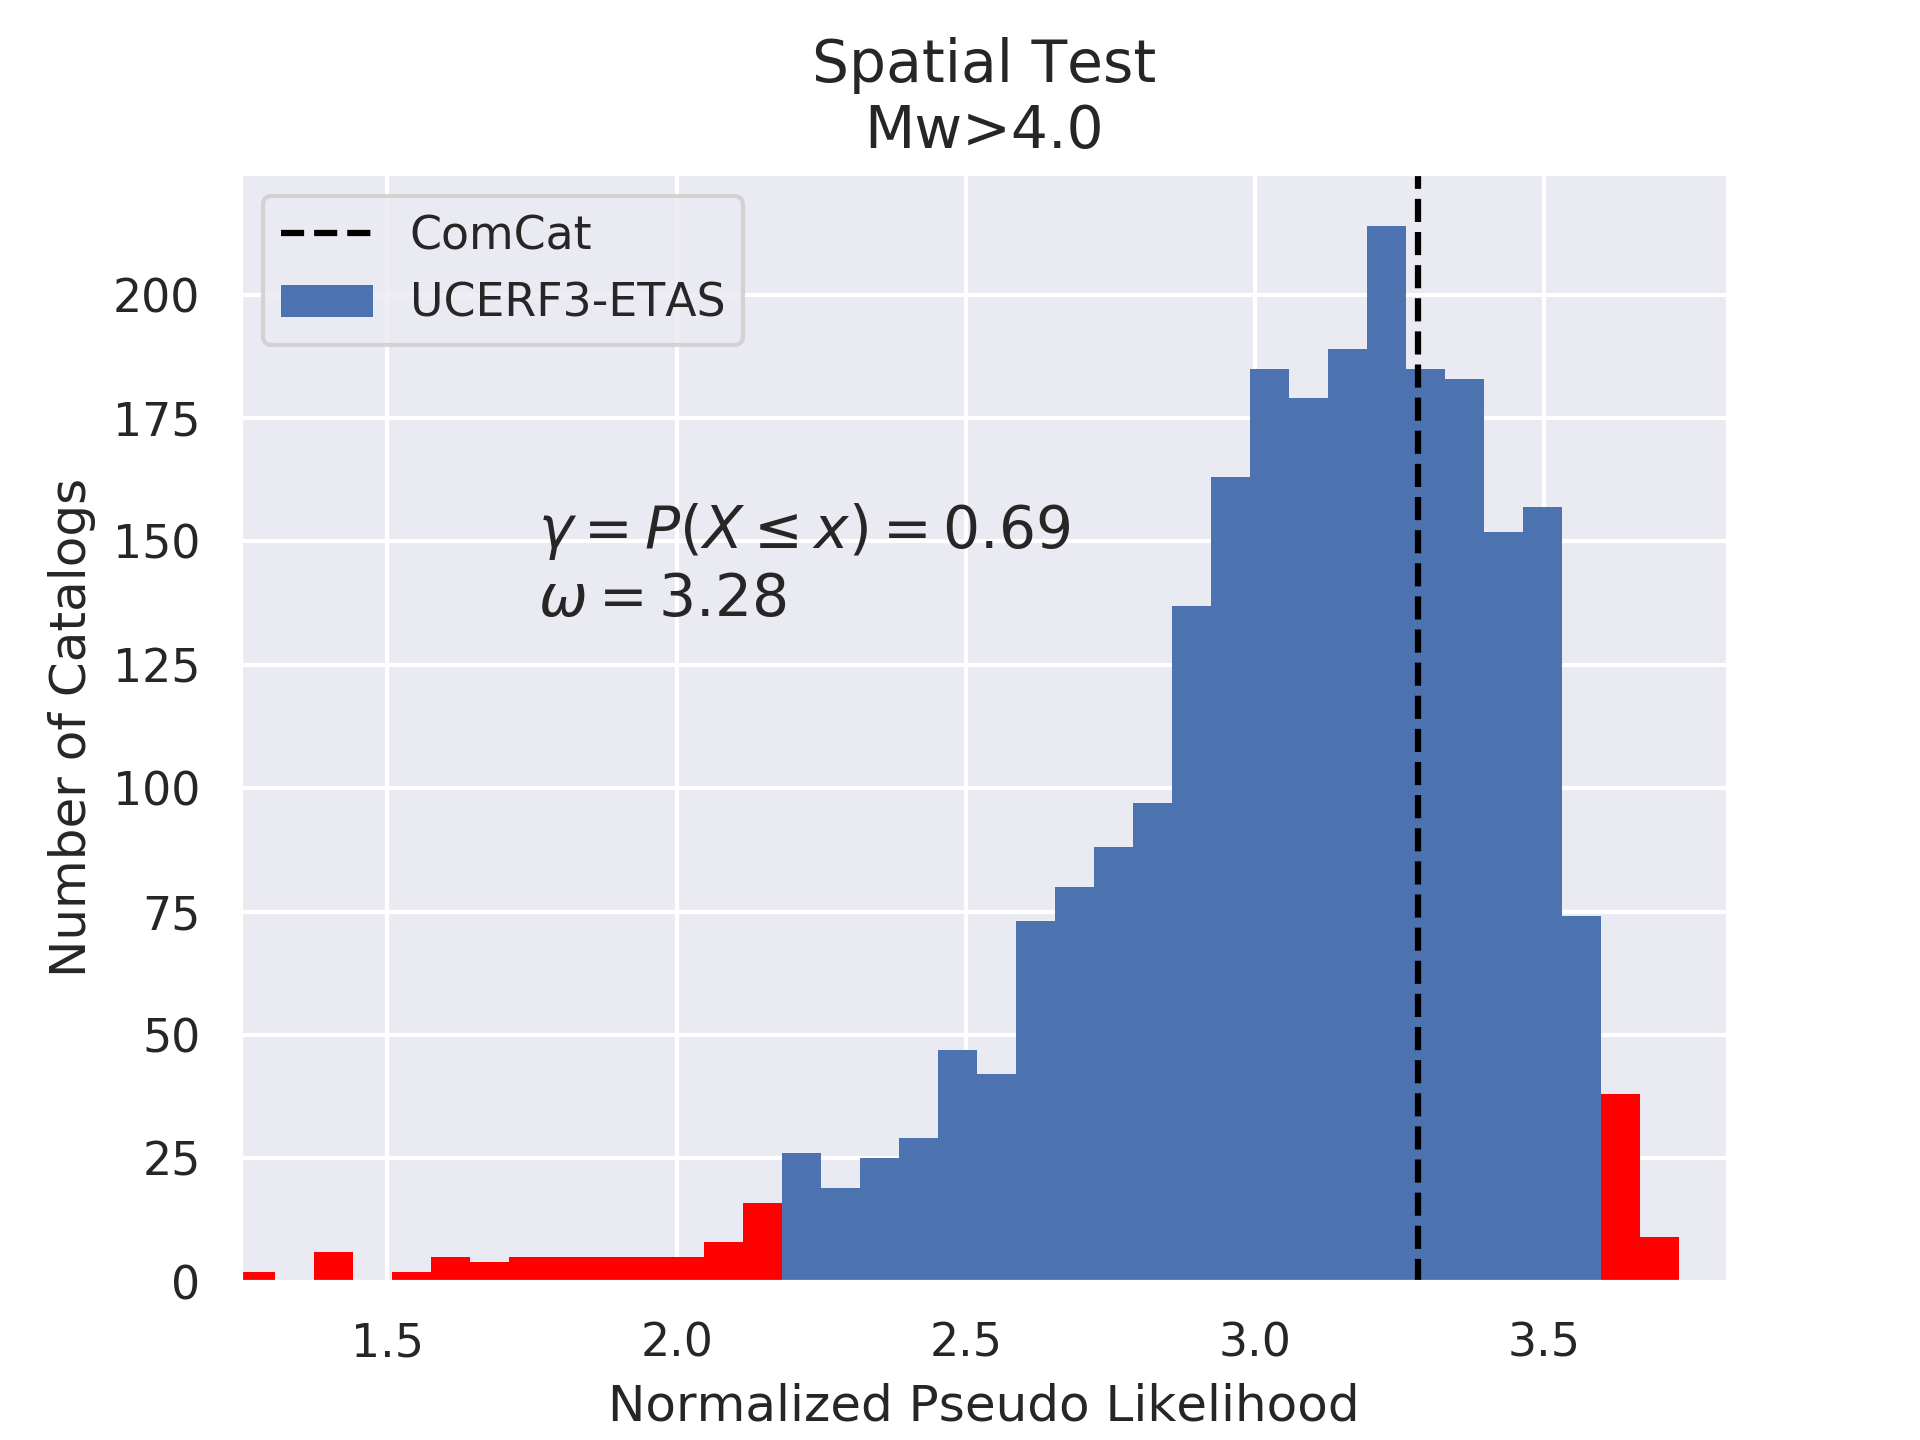 Spatial Test
Mw>4.0
ComCat
UCERF3-ETAS
γ = P(X ≤ x) = 0.69
ω = 3.28
Number of Catalogs
200
175
150
125
100
75
50
25
0
1.5 2.0 2.5 3.0 3.5
Normalized Pseudo Likelihood